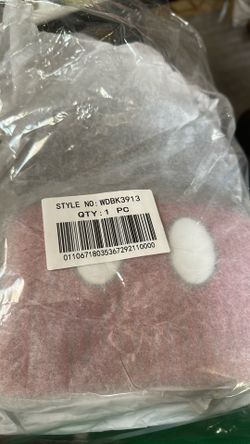 STYLE NO: WDBK3913
QTY: 1 PC
01106718035367292110000